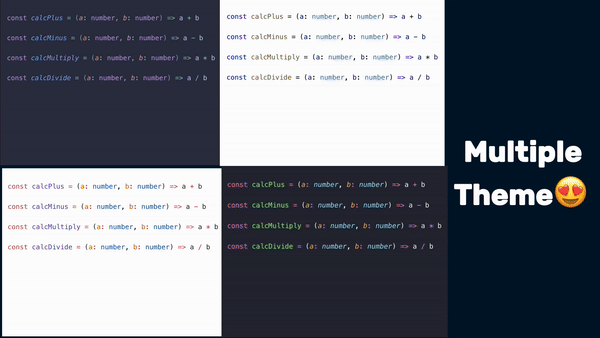 const calcPlus = (a: number, b: number) => a + b
const calcMinus = (a: number, b: number) => a − b
const calcMultiply = (a: number, b: number) => a * b
const calcDivide = (a: number, b: number) => a / b
const calcPlus = (a: number, b: number) => a + b
const calcMinus = (a: number, b: number) => a − b
const calcMultiply = (a: number, b: number) => a * b
const calcDivide = (a: number, b: number) => a / b
const calcPlus = (a: number, b: number) => a + b
const calcMinus = (a: number, b: number) => a − b
const calcMultiply = (a: number, b: number) => a * b
const calcDivide = (a: number, b: number) => a / b
const calcPlus = (a: number, b: number) => a + b
const calcMinus = (a: number, b: number) => a − b
const calcMultiply = (a: number, b: number) => a * b
const calcDivide = (a: number, b: number) => a / b
Multiple
Theme😍